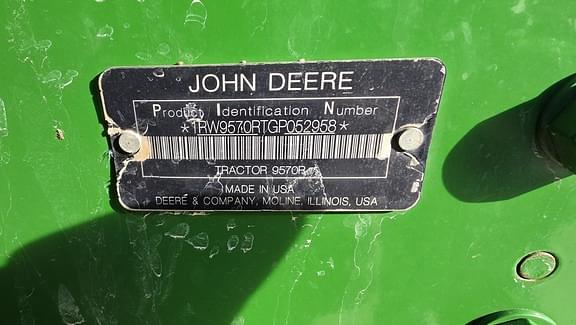 JOHN DEERE
Product Identification Number
*1RW9570RTGP052958*
TRACTOR 9570R
MADE IN USA
DEERE & COMPANY, MOLINE, ILLINOIS, USA